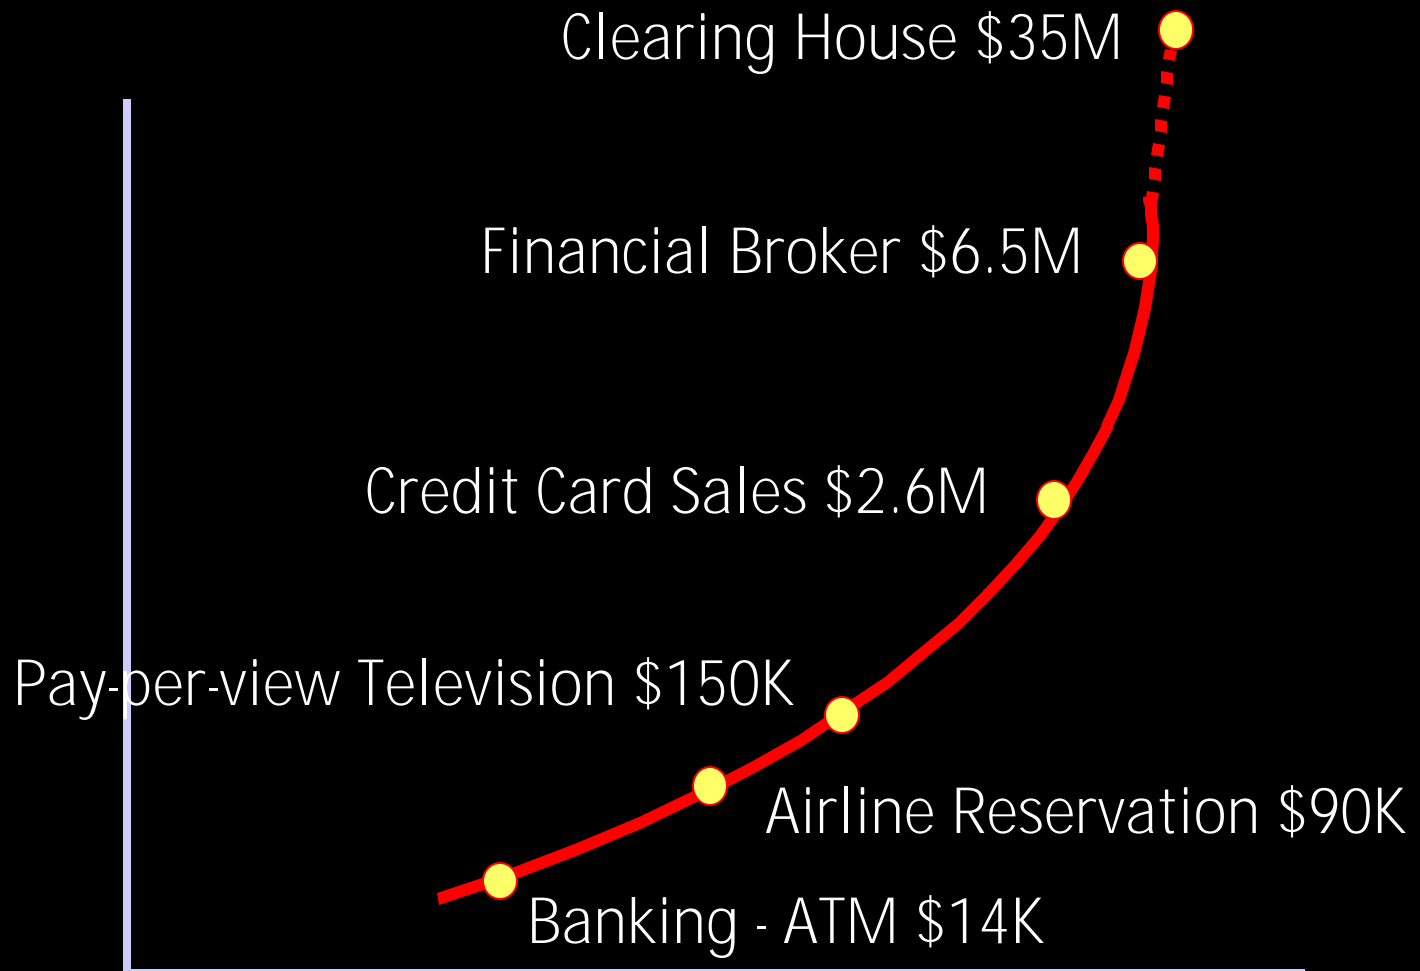 Clearing House $35M
Financial Broker $6.5M
Credit Card Sales $2.6M
Pay-per-view Television $150K
Airline Reservation $90K
Banking - ATM $14K